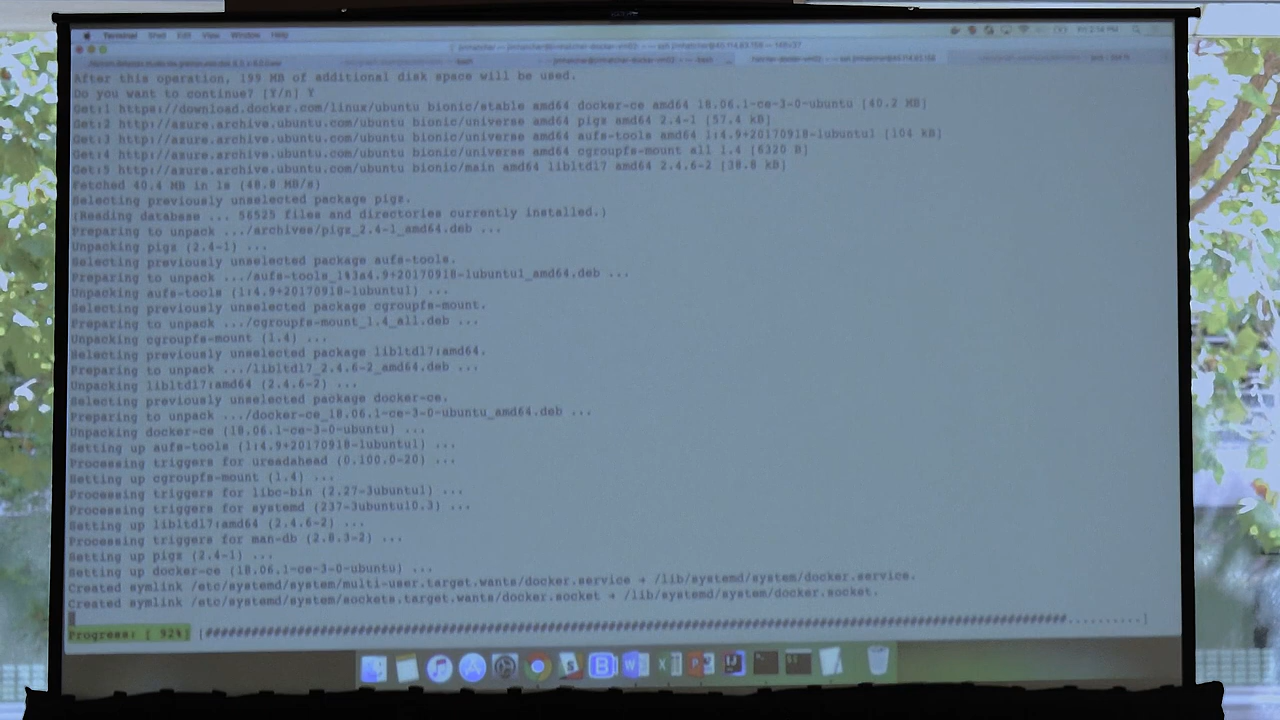 Terminal Shell Edit View Window Help
After this operation, 199 MB of additional disk space will be used.
Do you want to continue? [Y/n] Y
Get:1 https://download.docker.com/linux/ubuntu bionic/stable amd64 docker-ce amd64 18.06.1~ce~3-0~ubuntu [40.2 MB]
Get:2 http://azure.archive.ubuntu.com/ubuntu bionic/universe amd64 pigz amd64 2.4-1 [57.4 kB]
Get:3 http://azure.archive.ubuntu.com/ubuntu bionic/universe amd64 aufs-tools amd64 1:4.9+20170918-1ubuntu1 [104 kB]
Get:4 http://azure.archive.ubuntu.com/ubuntu bionic/universe amd64 cgroupfs-mount all 1.4 [6320 B]
Get:5 http://azure.archive.ubuntu.com/ubuntu bionic/main amd64 libltdl7 amd64 2.4.6-2 [38.8 kB]
Fetched 40.4 MB in 1s (48.8 MB/s)
Selecting previously unselected package pigz.
(Reading database ... 56525 files and directories currently installed.)
Preparing to unpack .../archives/pigz_2.4-1_amd64.deb ...
Unpacking pigz (2.4-1) ...
Selecting previously unselected package aufs-tools.
Preparing to unpack .../aufs-tools_1%3a4.9+20170918-1ubuntu1_amd64.deb ...
Unpacking aufs-tools (1:4.9+20170918-1ubuntu1) ...
Selecting previously unselected package cgroupfs-mount.
Preparing to unpack .../cgroupfs-mount_1.4_all.deb ...
Unpacking cgroupfs-mount (1.4) ...
Selecting previously unselected package libltdl7:amd64.
Preparing to unpack .../libltdl7_2.4.6-2_amd64.deb ...
Unpacking libltdl7:amd64 (2.4.6-2) ...
Selecting previously unselected package docker-ce.
Preparing to unpack .../docker-ce_18.06.1~ce~3-0~ubuntu_amd64.deb ...
Unpacking docker-ce (18.06.1~ce~3-0~ubuntu) ...
Setting up aufs-tools (1:4.9+20170918-1ubuntu1) ...
Processing triggers for ureadahead (0.100.0-20) ...
Setting up cgroupfs-mount (1.4) ...
Processing triggers for libc-bin (2.27-3ubuntu1) ...
Processing triggers for systemd (237-3ubuntu10.3) ...
Setting up libltdl7:amd64 (2.4.6-2) ...
Processing triggers for man-db (2.8.3-2) ...
Setting up pigz (2.4-1) ...
Setting up docker-ce (18.06.1~ce~3-0~ubuntu) ...
Created symlink /etc/systemd/system/multi-user.target.wants/docker.service → /lib/systemd/system/docker.service.
Created symlink /etc/systemd/system/sockets.target.wants/docker.socket → /lib/systemd/system/docker.socket.
Progress: [ 92%]